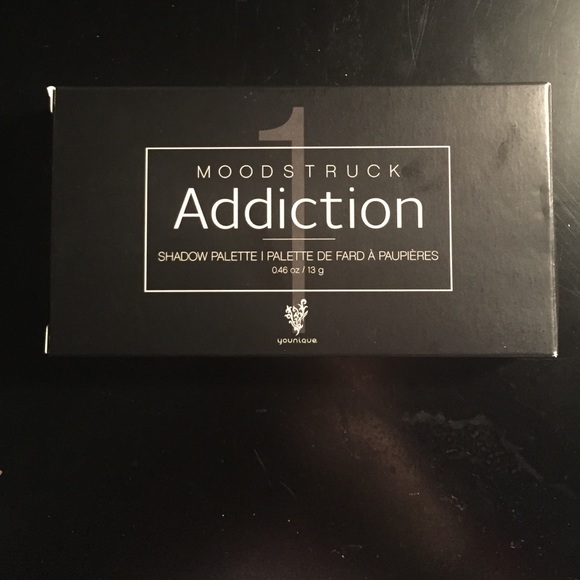 1
MOODSTRUCK
Addiction
SHADOW PALETTE | PALETTE DE FARD À PAUPIÈRES
0.46 oz / 13 g
younique